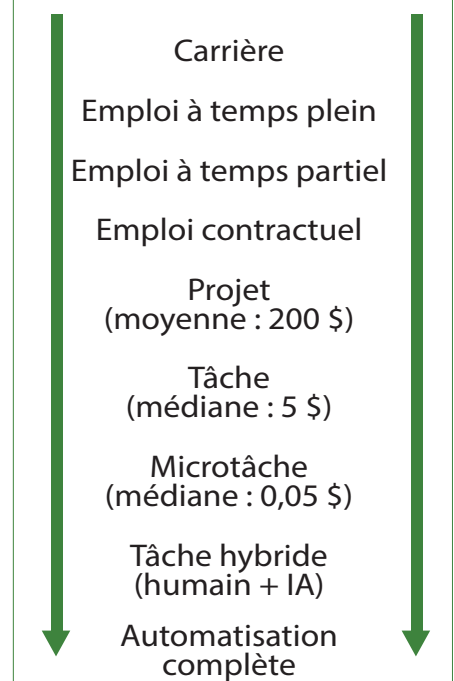 Carrière
Emploi à temps plein
Emploi à temps partiel
Emploi contractuel
Projet
(moyenne : 200 $)
Tâche
(médiane : 5 $)
Microtâche
(médiane : 0,05 $)
Tâche hybride
(humain + IA)
Automatisation
complète